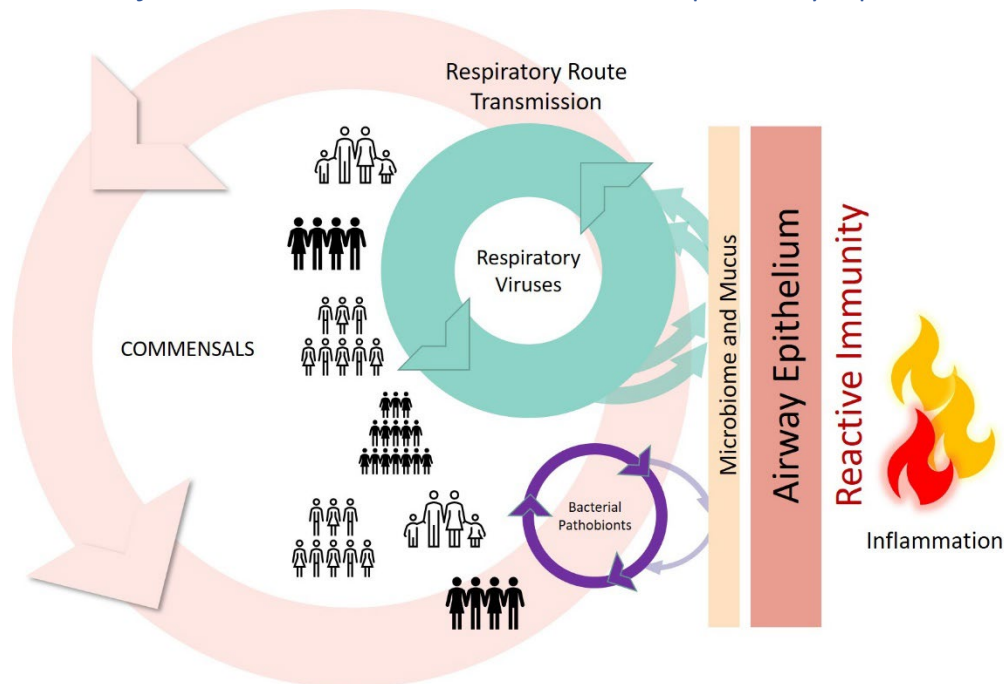 Respiratory Route
Transmission
Respiratory
Viruses
COMMENSALS
Bacterial
Pathobionts
Microbiome and Mucus
Airway Epithelium
Reactive Immunity
Inflammation